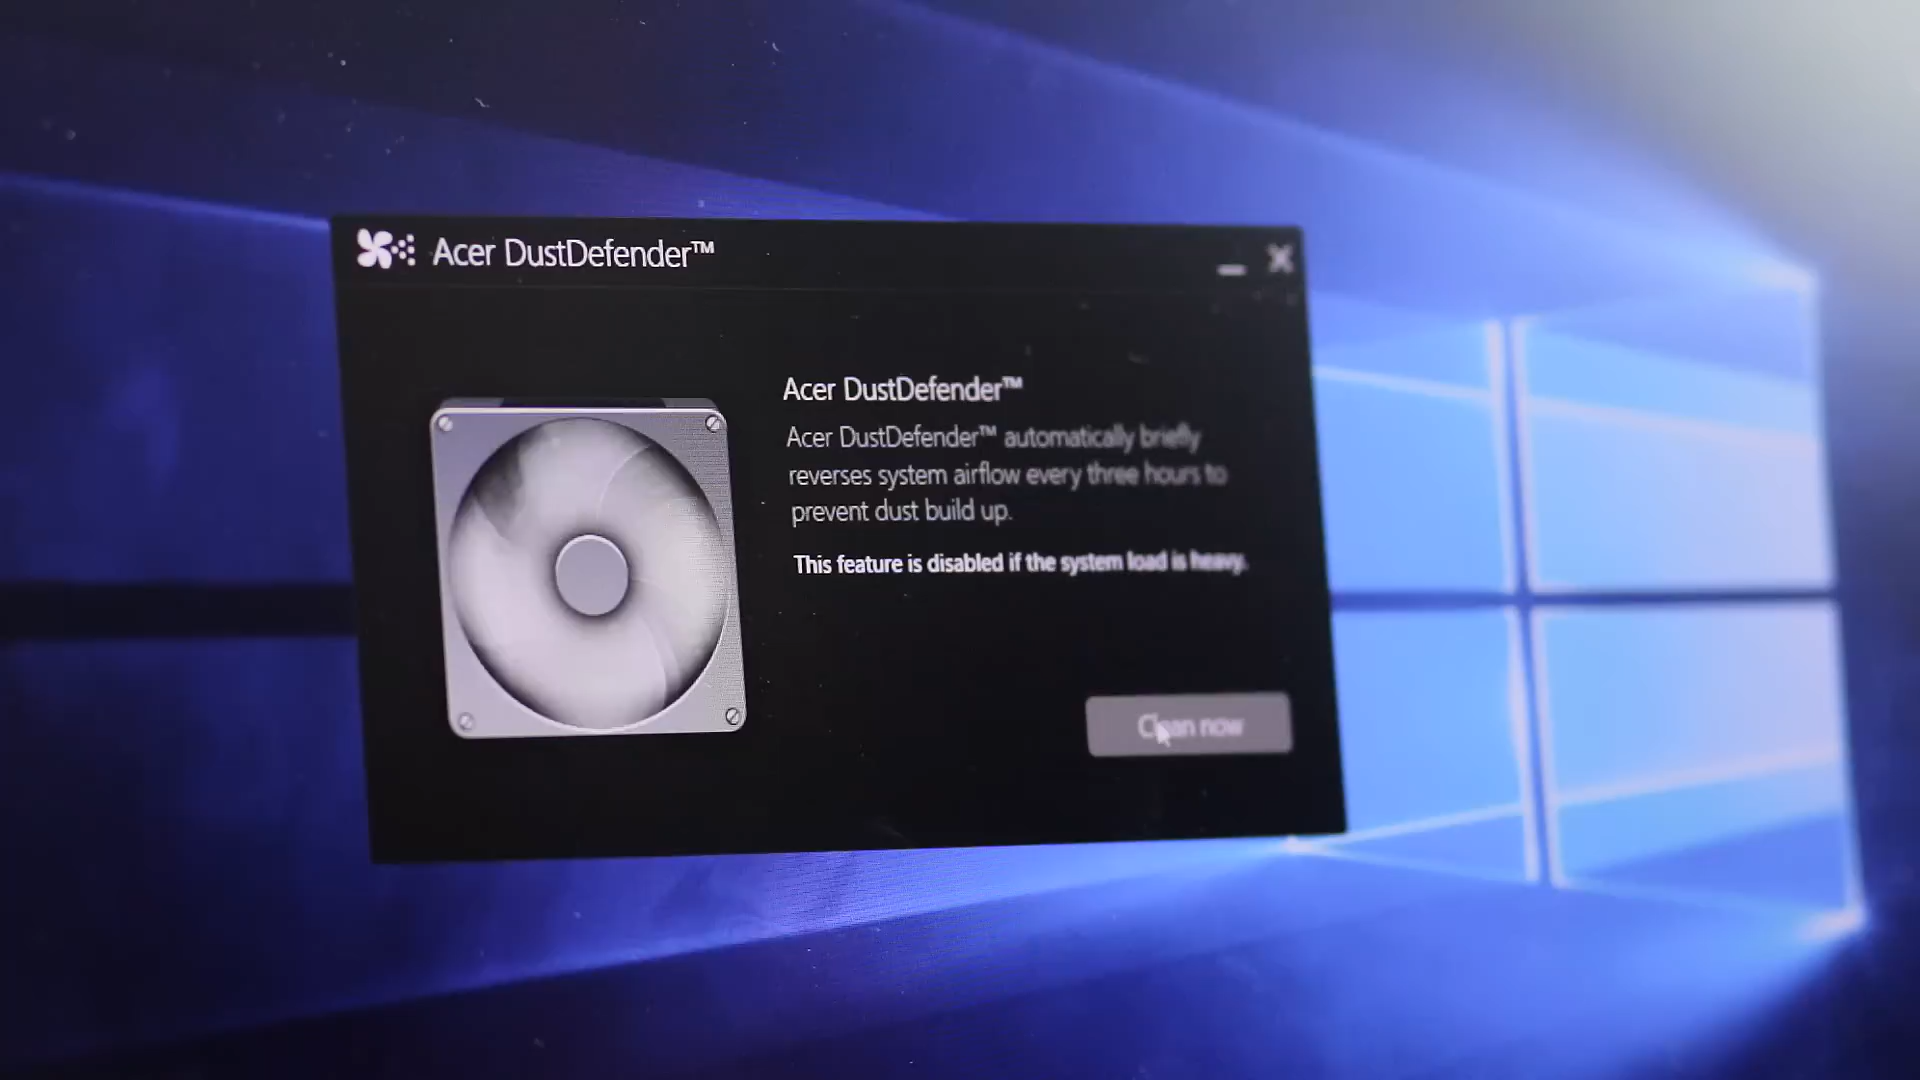 Acer DustDefender™
Acer DustDefender™
Acer DustDefender™ automatically briefly
reverses system airflow every three hours to
prevent dust build up.
This feature is disabled if the system load is heavy.
Clean now